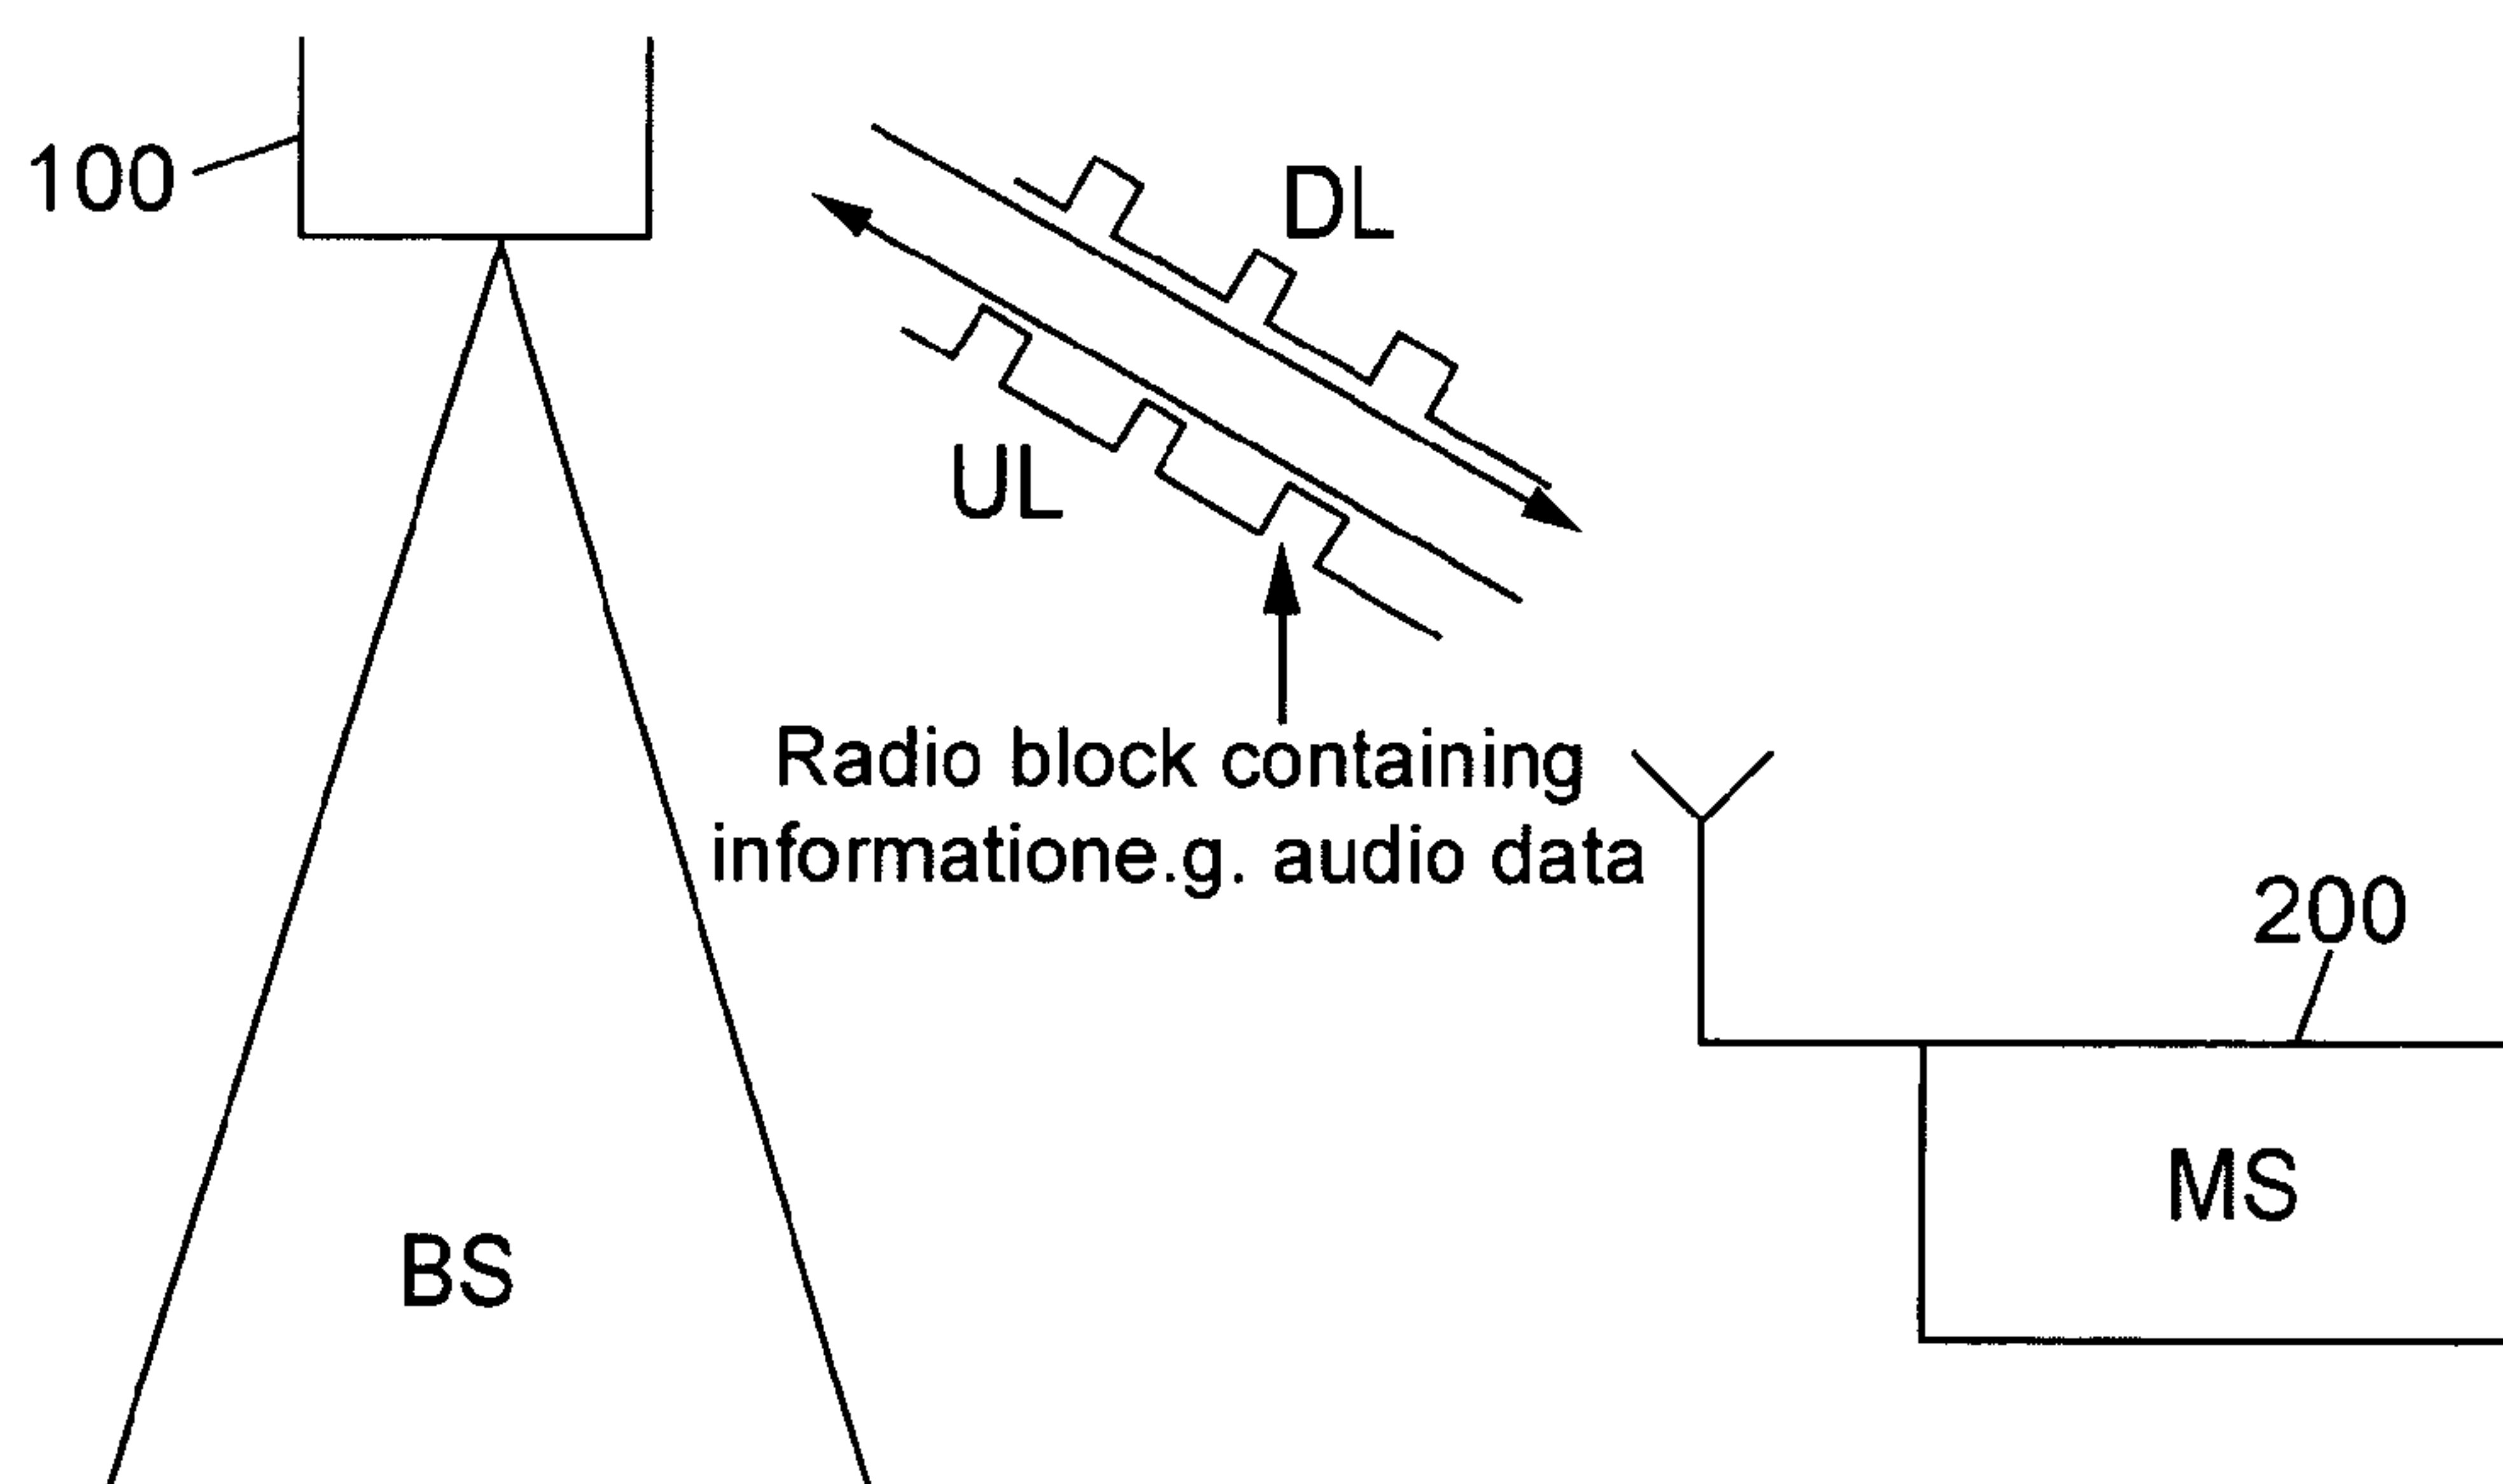 100
DL
UL
Radio block containing
informatione.g. audio data
200
MS
BS